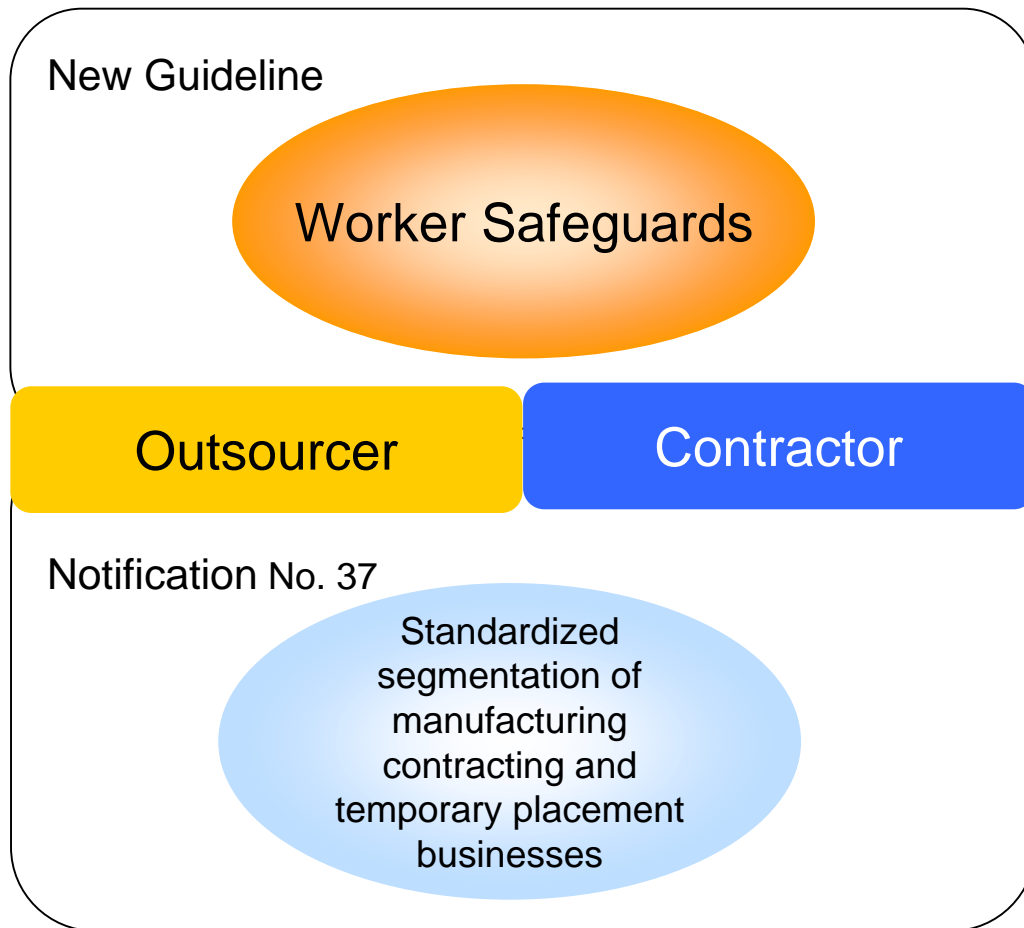 New Guideline
Worker Safeguards
Outsourcer
Contractor
Notification No. 37
Standardized
segmentation of
manufacturing
contracting and
temporary placement
businesses